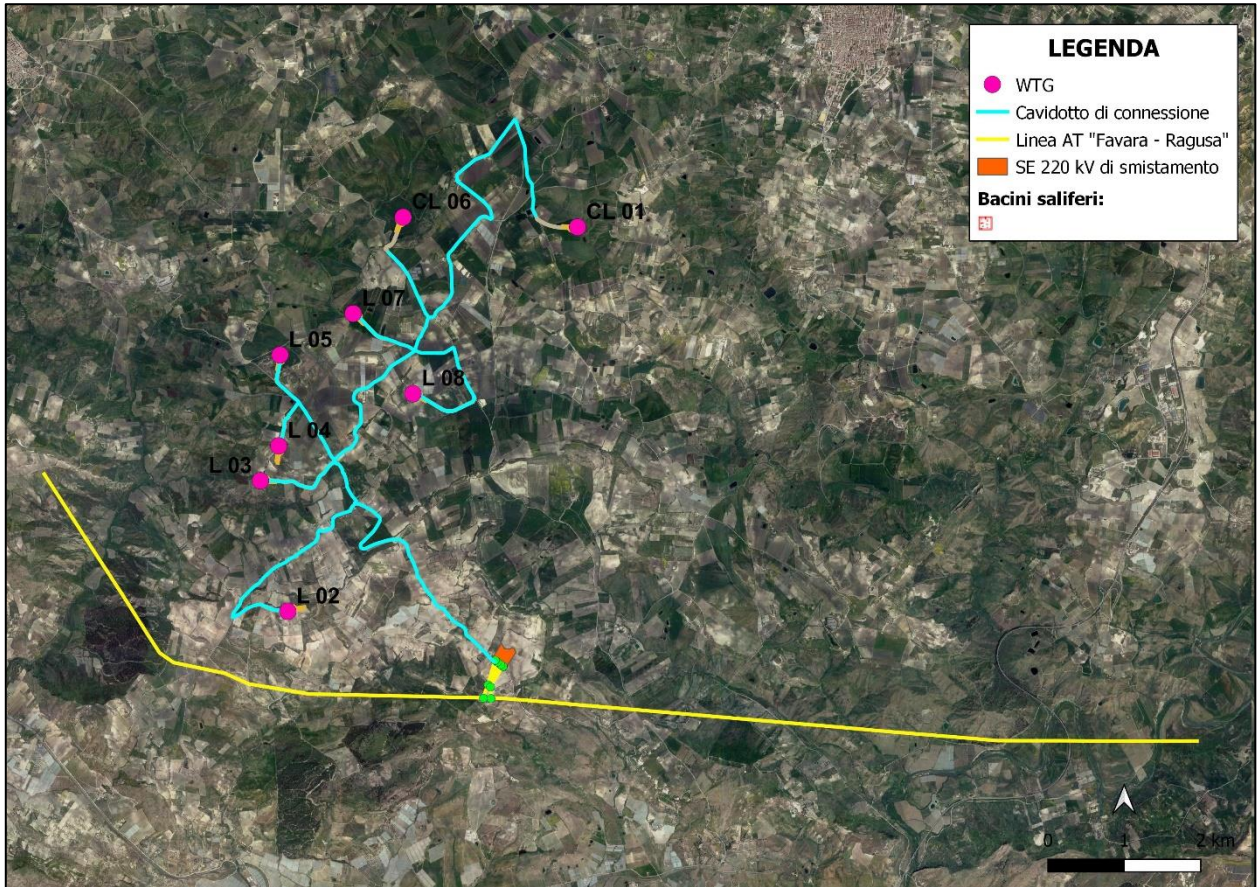 LEGENDA
WTG
Cavidotto di connessione
Linea AT "Favara - Ragusa"
SE 220 kV di smistamento
Bacini saliferi:
CL 06
CL 01
L 07
L 05
L 08
L 04
L 03
L 02
0 1 2 km